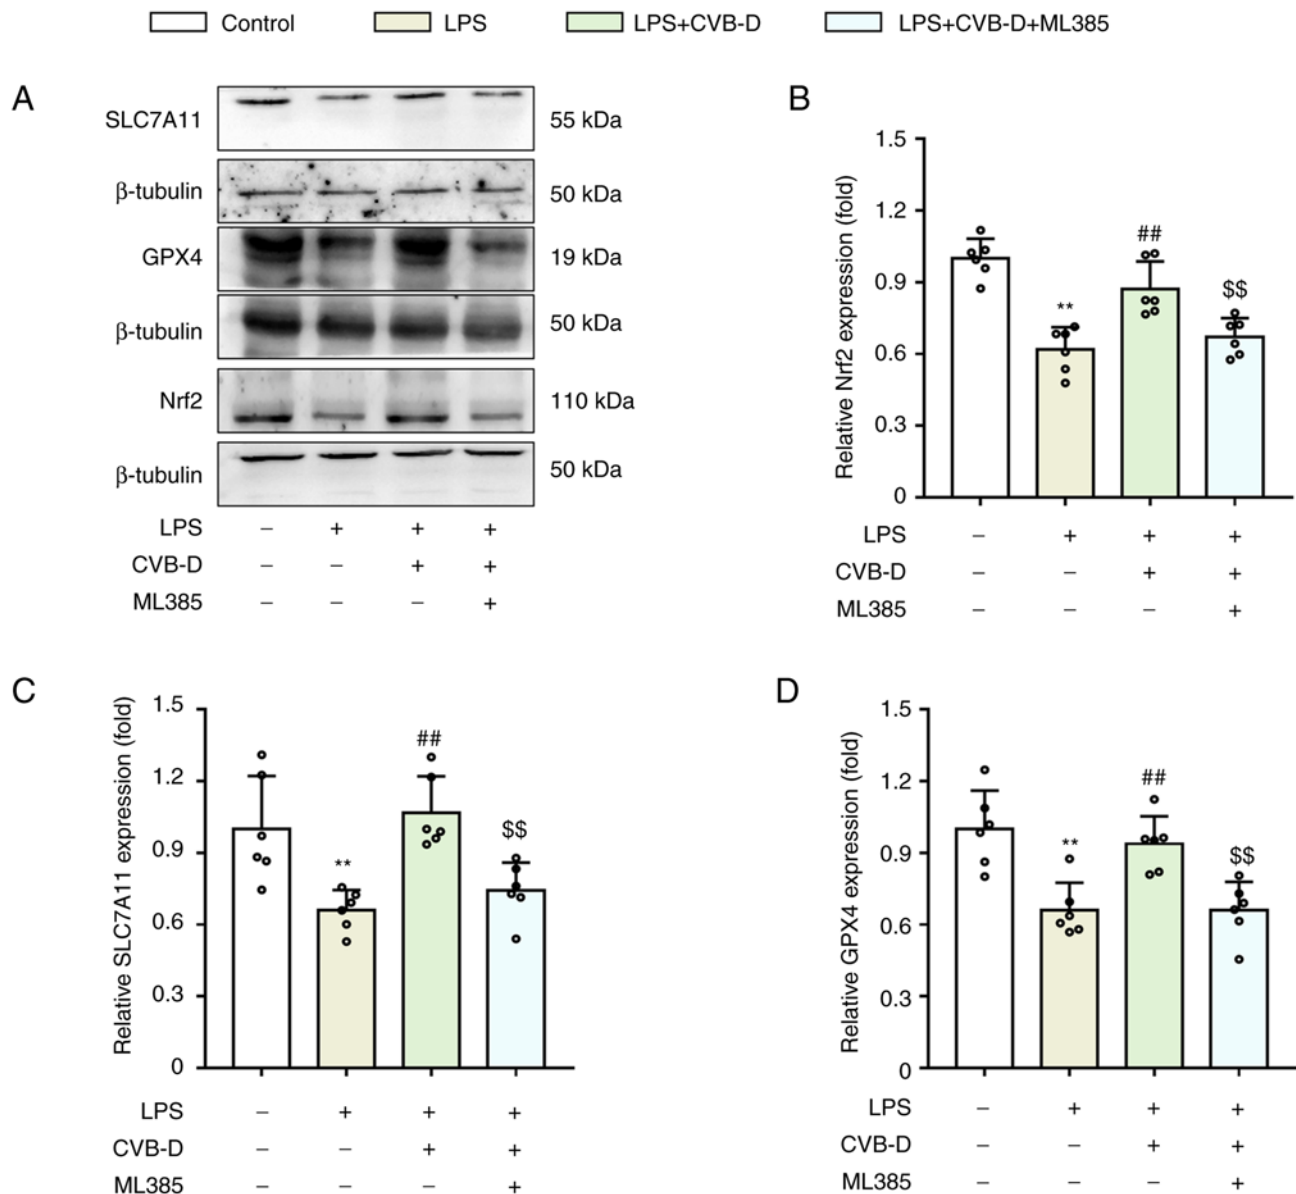 Control LPS LPS+CVB-D LPS+CVB-D+ML385
A
SLC7A11 55 kDa
β-tubulin 50 kDa
GPX4 19 kDa
β-tubulin 50 kDa
Nrf2 110 kDa
β-tubulin 50 kDa
LPS − + + +
CVB-D − − + +
ML385 − − − +
B
Relative Nrf2 expression (fold)
1.5
1.2
0.9
0.6
0.3
0
**
##
$$
LPS − + + +
CVB-D − − + +
ML385 − − − +
C
Relative SLC7A11 expression (fold)
1.5
1.2
0.9
0.6
0.3
0
**
##
$$
LPS − + + +
CVB-D − − + +
ML385 − − − +
D
Relative GPX4 expression (fold)
1.5
1.2
0.9
0.6
0.3
0
**
##
$$
LPS − + + +
CVB-D − − + +
ML385 − − − +